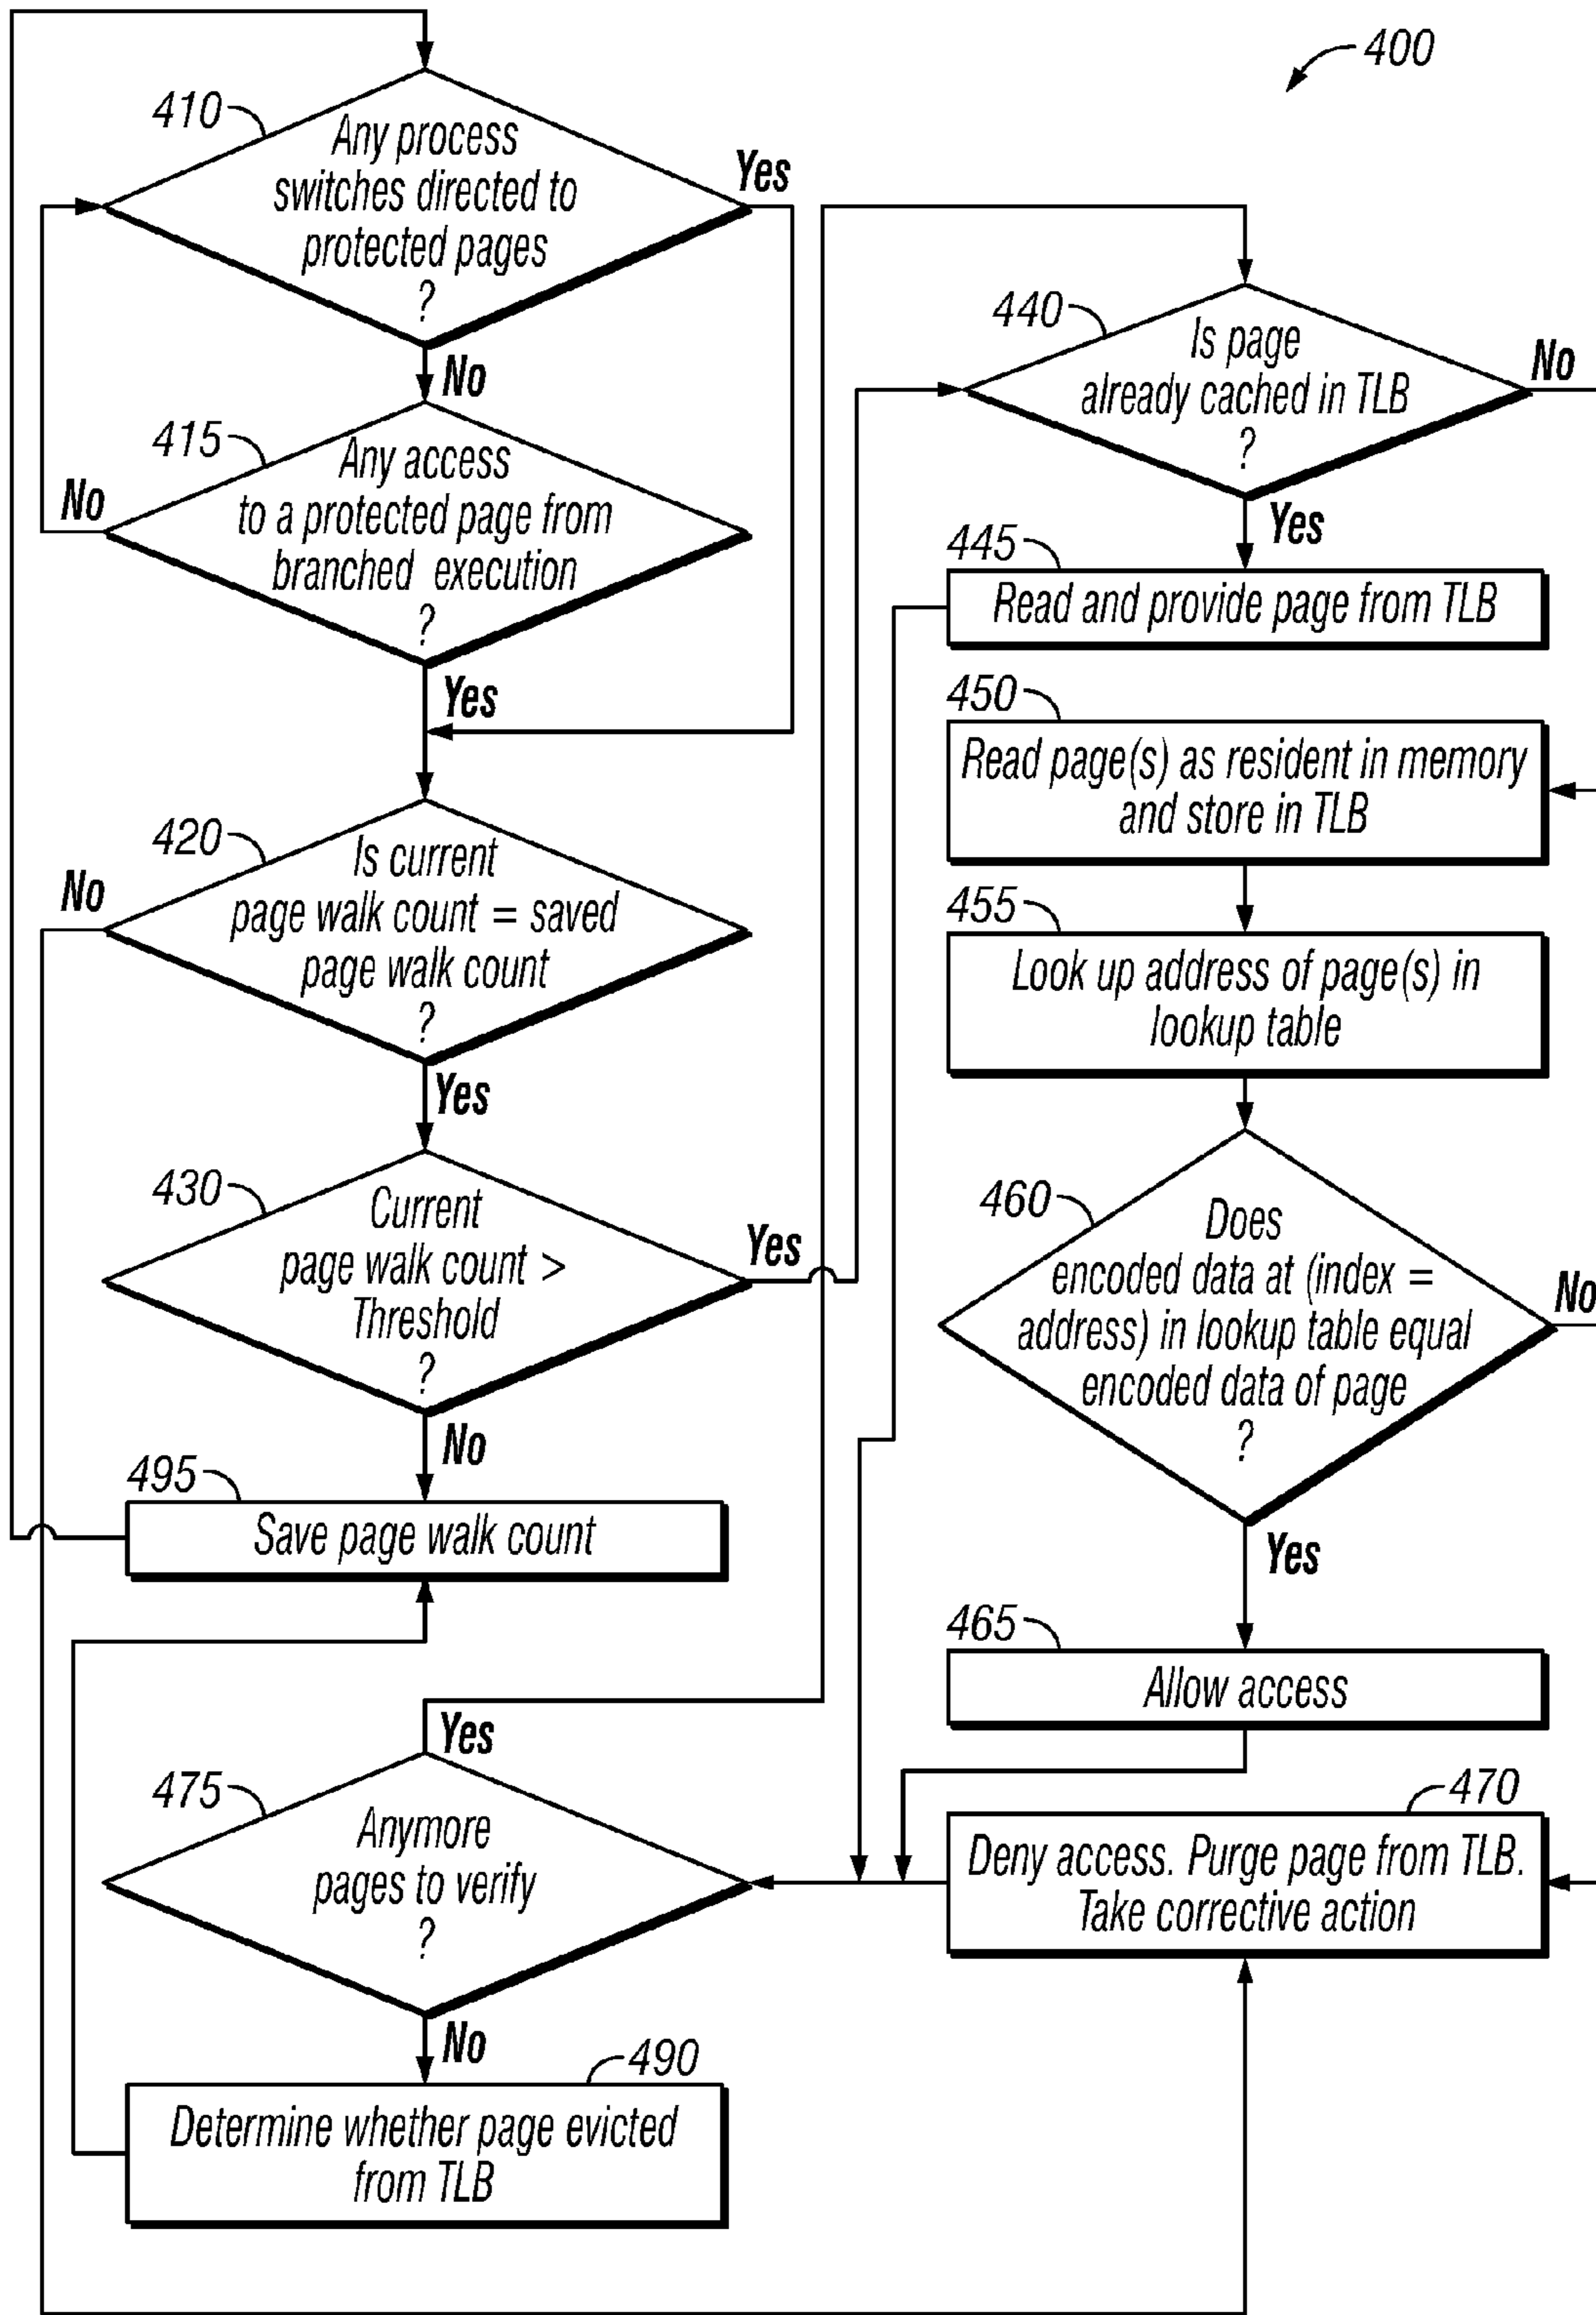 400
410
Any process
switches directed to
protected pages
?
Yes
No
415
Any access
to a protected page from
branched execution
?
No
Yes
420
Is current
page walk count = saved
page walk count
?
No
Yes
430
Current
page walk count >
Threshold
?
Yes
No
495
Save page walk count
Yes
475
Anymore
pages to verify
?
No
490
Determine whether page evicted
from TLB
440
Is page
already cached in TLB
?
No
Yes
445
Read and provide page from TLB
450
Read page(s) as resident in memory
and store in TLB
455
Look up address of page(s) in
lookup table
460
Does
encoded data at (index =
address) in lookup table equal
encoded data of page
?
No
Yes
465
Allow access
470
Deny access. Purge page from TLB.
Take corrective action